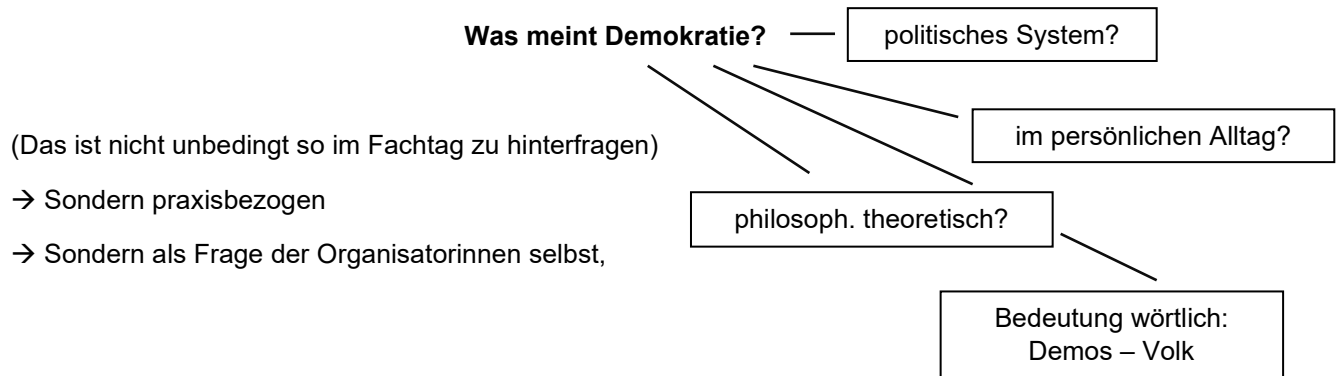 Was meint Demokratie?
politisches System?
im persönlichen Alltag?
(Das ist nicht unbedingt so im Fachtag zu hinterfragen)
→ Sondern praxisbezogen
philosoph. theoretisch?
→ Sondern als Frage der Organisatorinnen selbst,
Bedeutung wörtlich:
Demos – Volk